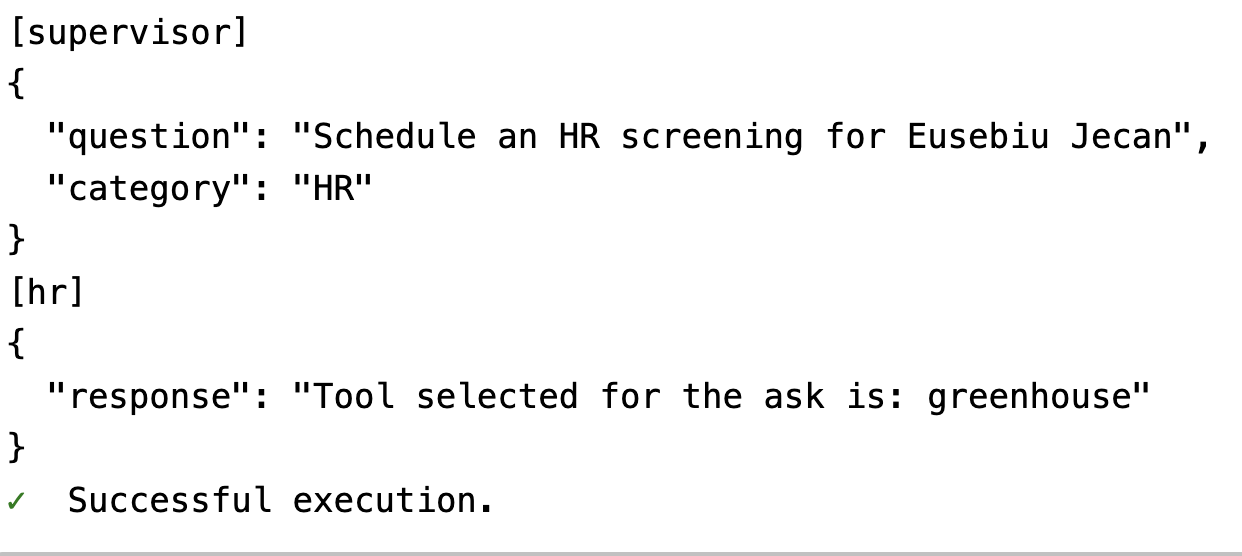 [supervisor]
{
  "question": "Schedule an HR screening for Eusebiu Jecan",
  "category": "HR"
}
[hr]
{
  "response": "Tool selected for the ask is: greenhouse"
}
✓  Successful execution.